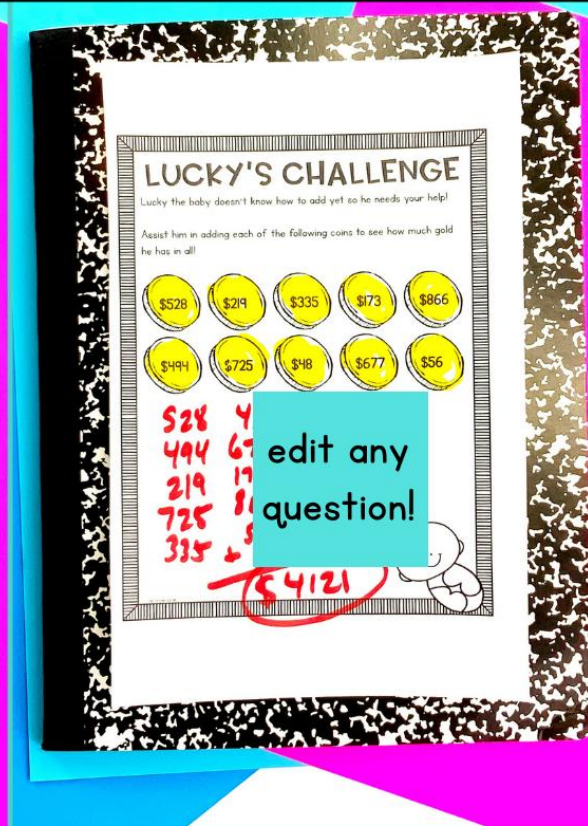 LUCKY'S CHALLENGE
Lucky the baby doesn't know how to add yet so he needs your help!
Assist him in adding each of the following coins to see how much gold
he has in all!
$528 $219 $335 $173 $866
$494 $725 $48 $677 $56
528
494
219
725
335 +
$4121
edit any
question!